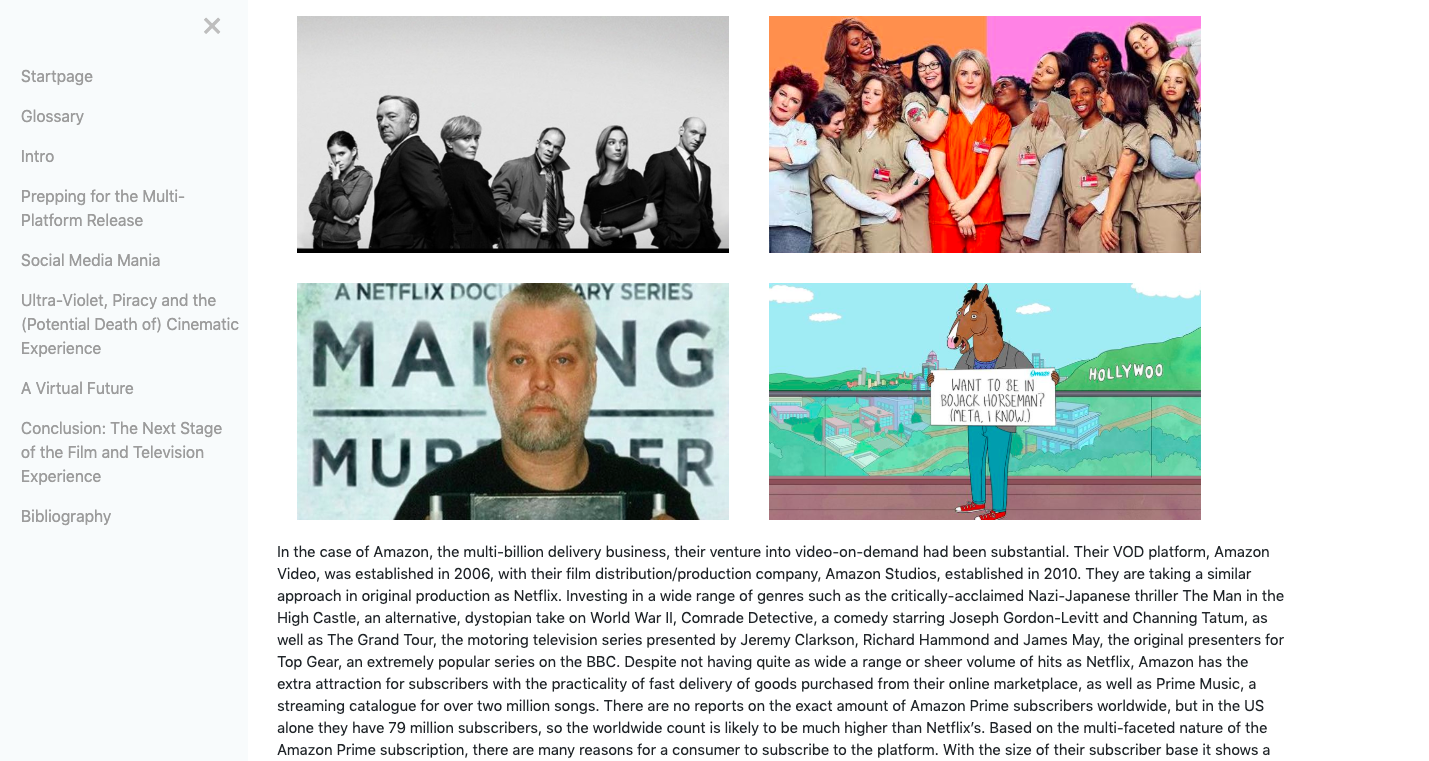 Startpage
Glossary
Intro
Prepping for the Multi-
Platform Release
Social Media Mania
Ultra-Violet, Piracy and the
(Potential Death of) Cinematic
Experience
A Virtual Future
Conclusion: The Next Stage
of the Film and Television
Experience
Bibliography
A NETFLIX DOCU ARY SERIES
MAK NG
MUR ER
HOLLYWOO
Omaze
WANT TO BE IN
BOJACK HORSEMAN?
(META, I KNOW.)
In the case of Amazon, the multi-billion delivery business, their venture into video-on-demand had been substantial. Their VOD platform, Amazon
Video, was established in 2006, with their film distribution/production company, Amazon Studios, established in 2010. They are taking a similar
approach in original production as Netflix. Investing in a wide range of genres such as the critically-acclaimed Nazi-Japanese thriller The Man in the
High Castle, an alternative, dystopian take on World War II, Comrade Detective, a comedy starring Joseph Gordon-Levitt and Channing Tatum, as
well as The Grand Tour, the motoring television series presented by Jeremy Clarkson, Richard Hammond and James May, the original presenters for
Top Gear, an extremely popular series on the BBC. Despite not having quite as wide a range or sheer volume of hits as Netflix, Amazon has the
extra attraction for subscribers with the practicality of fast delivery of goods purchased from their online marketplace, as well as Prime Music, a
streaming catalogue for over two million songs. There are no reports on the exact amount of Amazon Prime subscribers worldwide, but in the US
alone they have 79 million subscribers, so the worldwide count is likely to be much higher than Netflix's. Based on the multi-faceted nature of the
Amazon Prime subscription, there are many reasons for a consumer to subscribe to the platform. With the size of their subscriber base it shows a